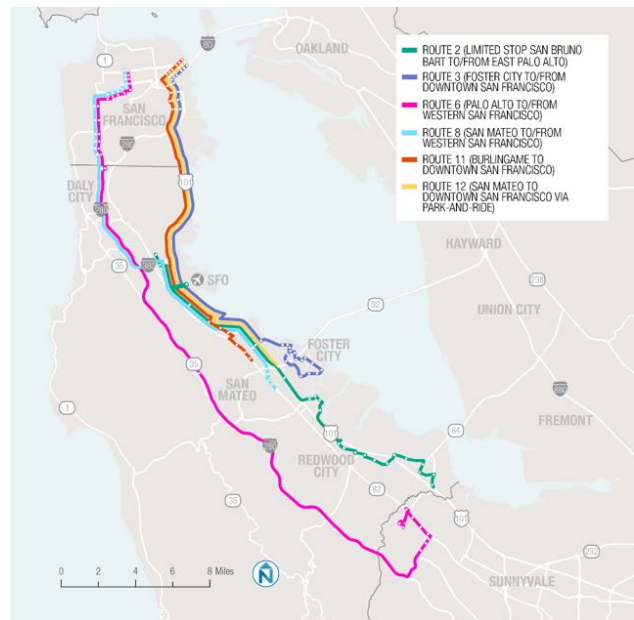 1
80
OAKLAND
SAN
FRANCISCO
280
101
DALY
CITY
280
35
380
SFO
92
HAYWARD
238
UNION CITY
880
FREMONT
FOSTER
CITY
35
SAN
MATEO
1
280
101
84
REDWOOD
CITY
82
35
101
232
SUNNYVALE
0 2 4 6 8 Miles
N
ROUTE 2 (LIMITED STOP SAN BRUNO
BART TO/FROM EAST PALO ALTO)
ROUTE 3 (FOSTER CITY TO/FROM
DOWNTOWN SAN FRANCISCO)
ROUTE 6 (PALO ALTO TO/FROM
WESTERN SAN FRANCISCO)
ROUTE 8 (SAN MATEO TO/FROM
WESTERN SAN FRANCISCO)
ROUTE 11 (BURLINGAME TO
DOWNTOWN SAN FRANCISCO)
ROUTE 12 (SAN MATEO TO
DOWNTOWN SAN FRANCISCO VIA
PARK-AND-RIDE)